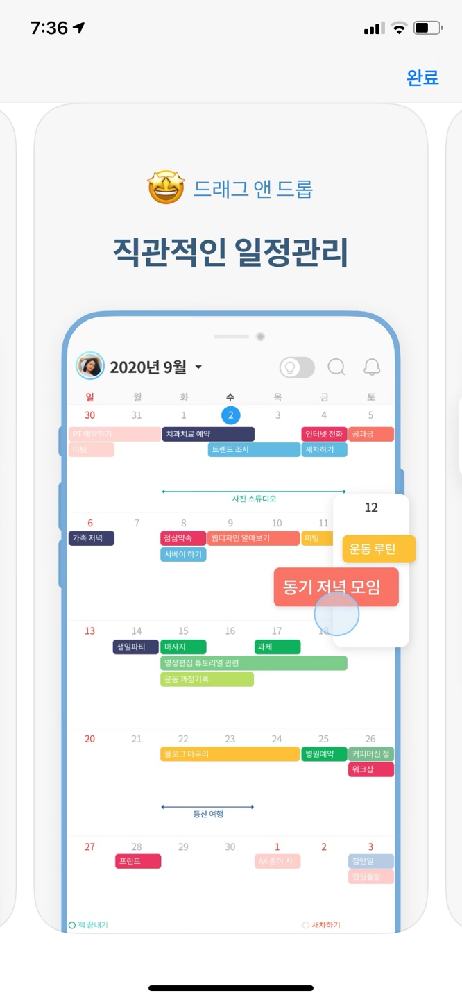 7:36
완료
드래그 앤 드롭
직관적인 일정관리
2020년 9월
일 월 화 수 목 금 토
30 31 1 2 3 4 5
PT 예약하기 치과치료 예약 인터넷 전화 공과금
미팅 트렌드 조사 새차하기
사진 스튜디오
12
6 7 8 9 10 11
가족 저녁 점심약속 웹디자인 알아보기 미팅
운동 루틴
서베이 하기
동기 저녁 모임
13 14 15 16 17 18
생일파티 마사지 과제
영상편집 튜토리얼 관련
운동 과정기록
20 21 22 23 24 25 26
블로그 마무리 병원예약 커피머신 청
워크샵
등산 여행
27 28 29 30 1 2 3
프린트 A4 종이 사 집안일
캠핑출발
책 끝내기 새차하기